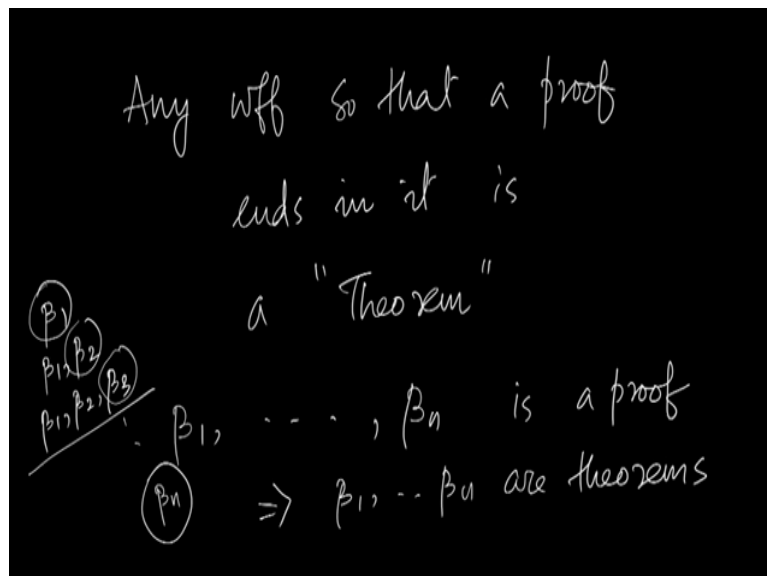 Any wff so that a proof
ends in it is
a "Theorem"
β1
β1, β2
β1, β2, β3
β1, ...., βn is a proof
βn ⇒ β1, .. βn are theorems